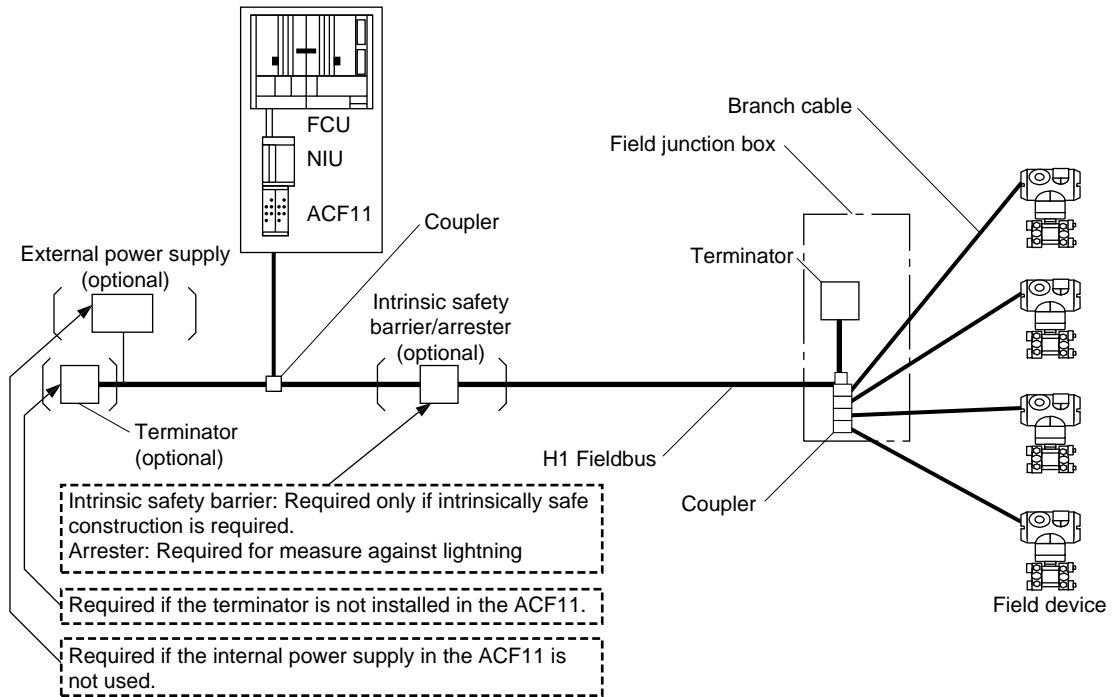 FCU
NIU
ACF11
Branch cable
Field junction box
Coupler
Terminator
External power supply
(optional)
Intrinsic safety
barrier/arrester
(optional)
Terminator
(optional)
H1 Fieldbus
Coupler
Intrinsic safety barrier: Required only if intrinsically safe
construction is required.
Arrester: Required for measure against lightning
Required if the terminator is not installed in the ACF11.
Field device
Required if the internal power supply in the ACF11 is
not used.